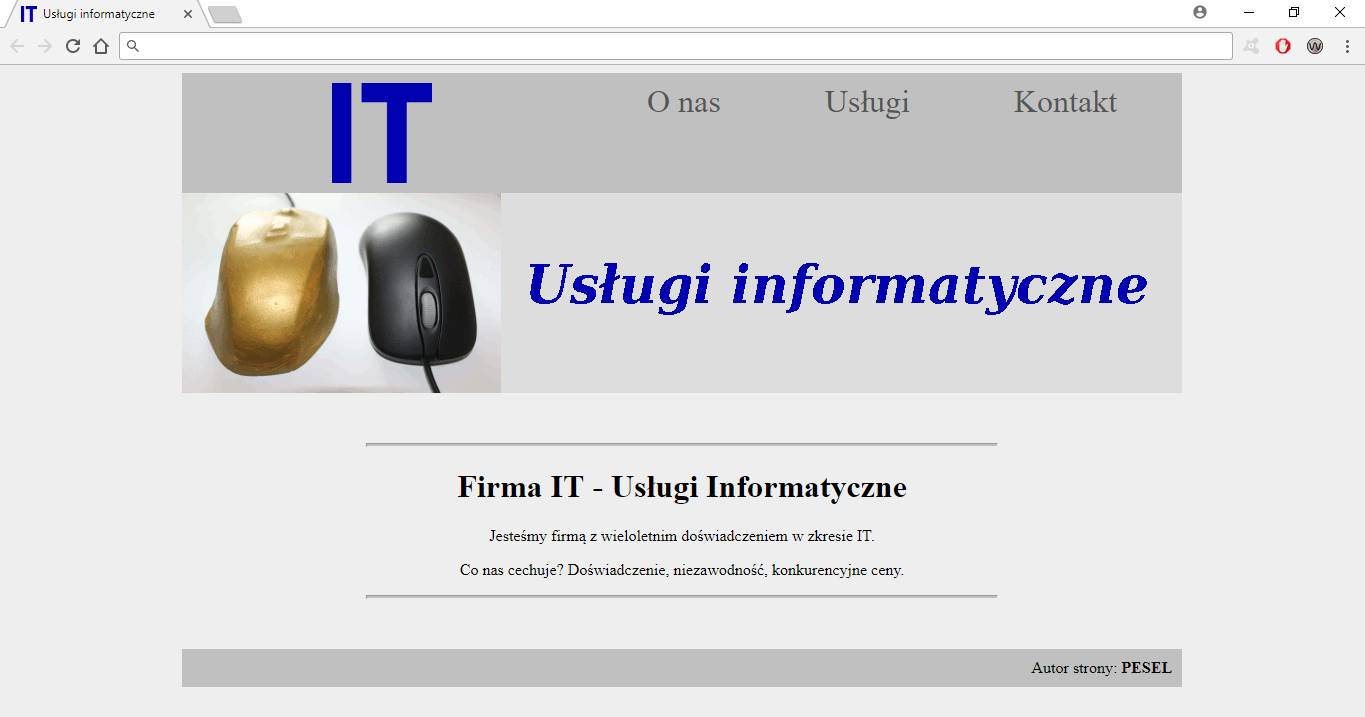 IT Usługi informatyczne
IT
O nas
Usługi
Kontakt
Usługi informatyczne
Firma IT - Usługi Informatyczne
Jesteśmy firmą z wieloletnim doświadczeniem w zkresie IT.
Co nas cechuje? Doświadczenie, niezawodność, konkurencyjne ceny.
Autor strony: PESEL